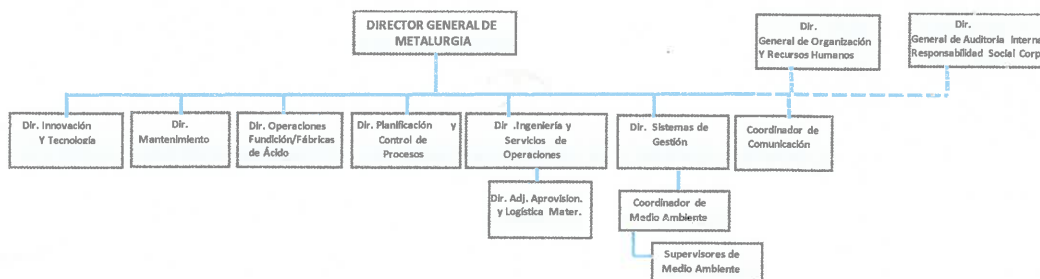 DIRECTOR GENERAL DE
METALURGIA
Dir.
General de Organización
Y Recursos Humanos
Dir.
General de Auditoria Interna
Responsabilidad Social Corp
Dir. Innovación
Y Tecnología
Dir.
Mantenimiento
Dir. Operaciones
Fundición/Fábricas
de Ácido
Dir. Planificación y
Control de
Procesos
Dir .Ingeniería y
Servicios de
Operaciones
Dir. Sistemas de
Gestión
Coordinador de
Comunicación
Dir. Adj. Aprovision.
y Logística Mater.
Coordinador de
Medio Ambiente
Supervisores de
Medio Ambiente